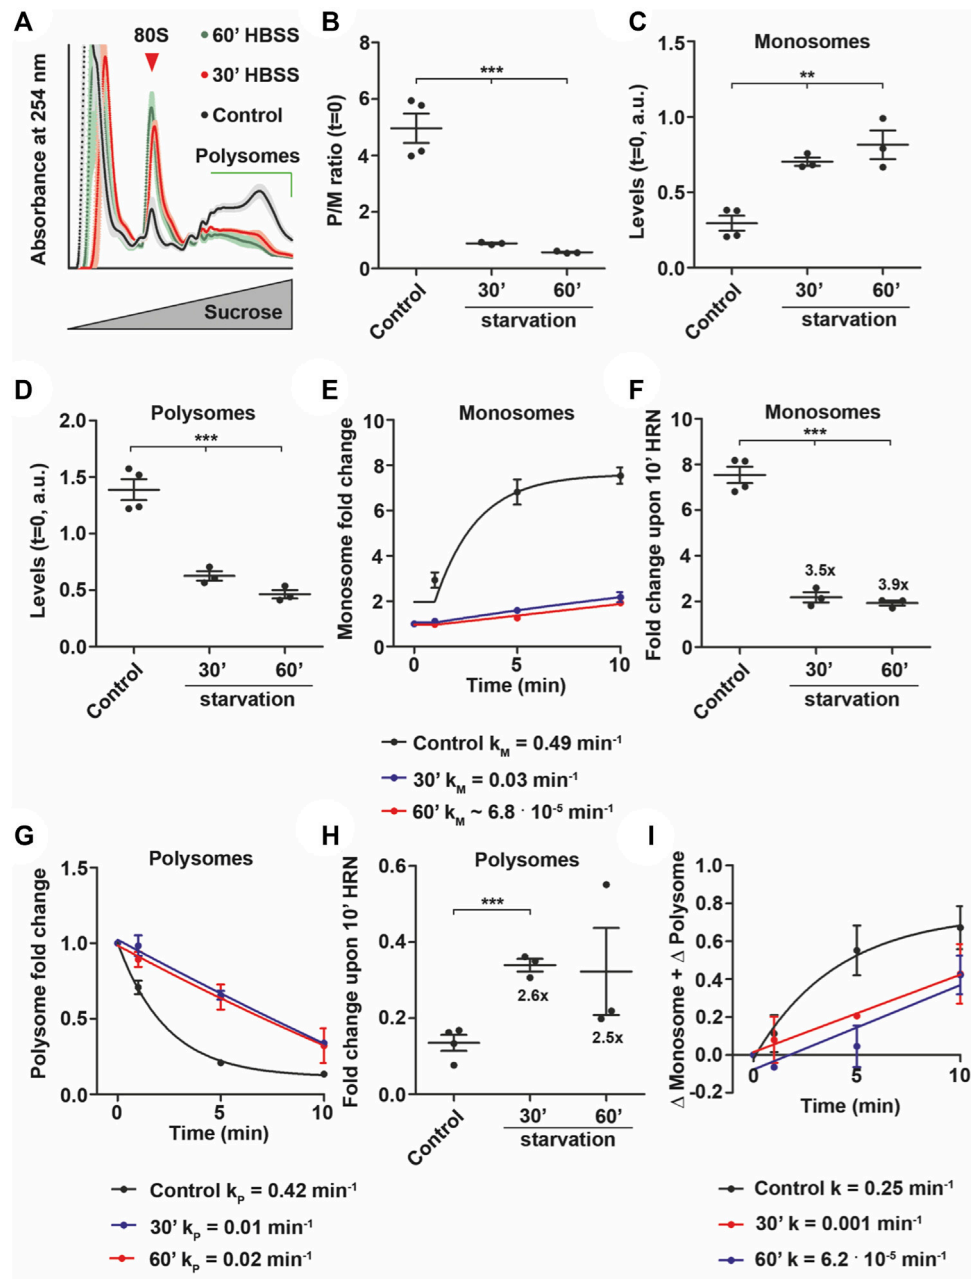 A
80S
60’ HBSS
30’ HBSS
Control
Polysomes
Absorbance at 254 nm
Sucrose
B
P/M ratio (t=0)
8
6
4
2
0
***
Control
30’
60’
starvation
C
Monosomes
Levels (t=0, a.u.)
1.5
1.0
0.5
0.0
**
Control
30’
60’
starvation
D
Polysomes
Levels (t=0, a.u.)
2.0
1.5
1.0
0.5
0.0
***
Control
30’
60’
starvation
E
Monosomes
Monosome fold change
10
8
6
4
2
0
0
5
10
Time (min)
Control kM = 0.49 min-1
30’ kM = 0.03 min-1
60’ kM ~ 6.8 · 10-5 min-1
F
Monosomes
Fold change upon 10’ HRN
10
8
6
4
2
0
***
3.5x
3.9x
Control
30’
60’
starvation
G
Polysomes
Polysome fold change
1.5
1.0
0.5
0.0
0
5
10
Time (min)
Control kP = 0.42 min-1
30’ kP = 0.01 min-1
60’ kP = 0.02 min-1
H
Polysomes
Fold change upon 10’ HRN
0.6
0.4
0.2
0.0
***
2.6x
2.5x
Control
30’
60’
starvation
I
Δ Monosome + Δ Polysome
1.0
0.8
0.6
0.4
0.2
0.0
-0.2
0
5
10
Time (min)
Control k = 0.25 min-1
30’ k = 0.001 min-1
60’ k = 6.2 · 10-5 min-1